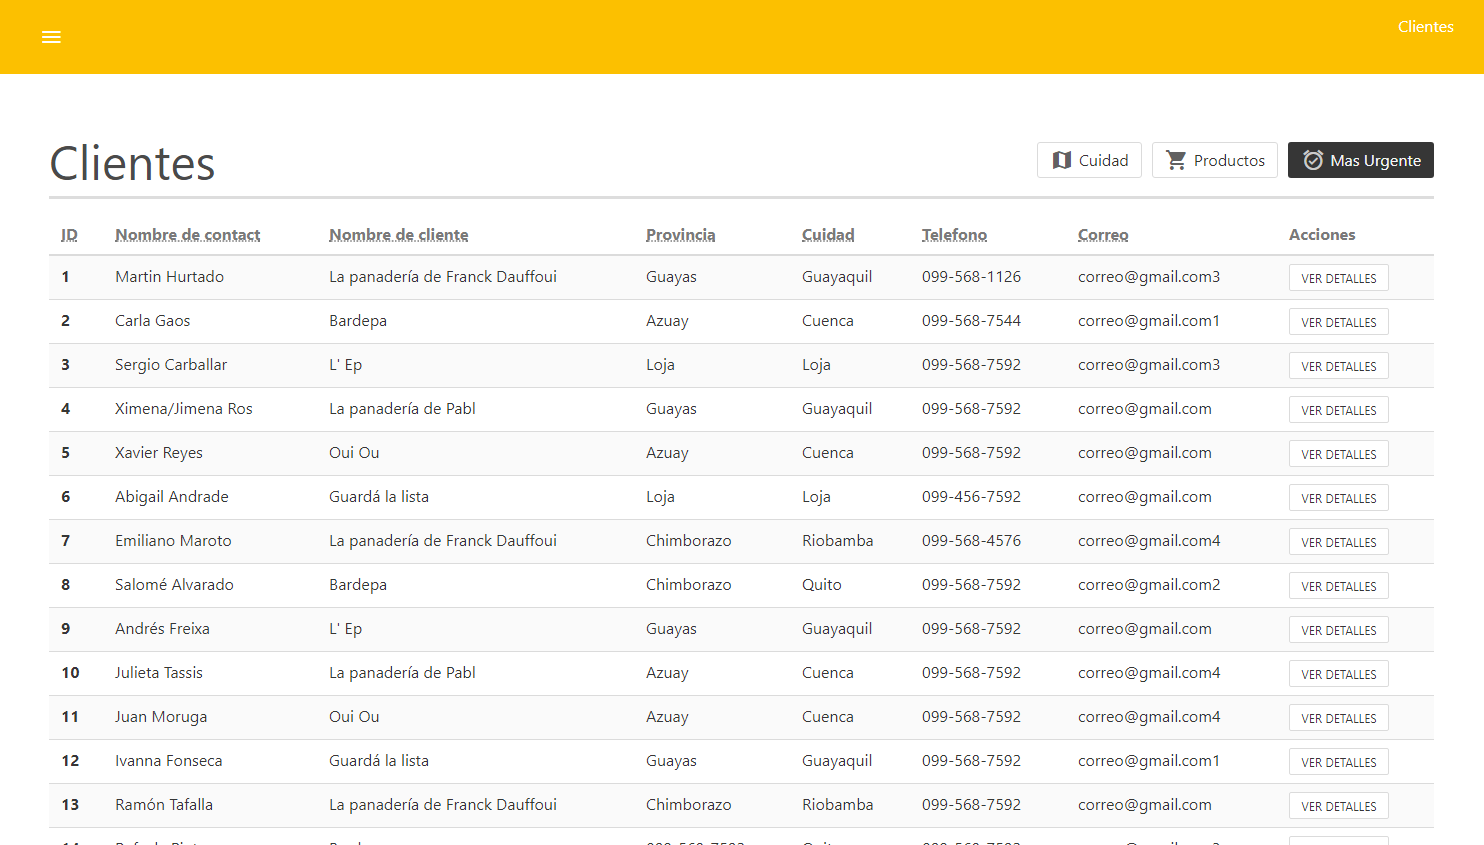 Clientes
Clientes
Cuidad Productos Mas Urgente
ID Nombre de contact Nombre de cliente Provincia Cuidad Telefono Correo Acciones
1 Martin Hurtado La panadería de Franck Dauffoui Guayas Guayaquil 099-568-1126 correo@gmail.com3 VER DETALLES
2 Carla Gaos Bardepa Azuay Cuenca 099-568-7544 correo@gmail.com1 VER DETALLES
3 Sergio Carballar L' Ep Loja Loja 099-568-7592 correo@gmail.com3 VER DETALLES
4 Ximena/Jimena Ros La panadería de Pabl Guayas Guayaquil 099-568-7592 correo@gmail.com VER DETALLES
5 Xavier Reyes Oui Ou Azuay Cuenca 099-568-7592 correo@gmail.com VER DETALLES
6 Abigail Andrade Guardá la lista Loja Loja 099-456-7592 correo@gmail.com VER DETALLES
7 Emiliano Maroto La panadería de Franck Dauffoui Chimborazo Riobamba 099-568-4576 correo@gmail.com4 VER DETALLES
8 Salomé Alvarado Bardepa Chimborazo Quito 099-568-7592 correo@gmail.com2 VER DETALLES
9 Andrés Freixa L' Ep Guayas Guayaquil 099-568-7592 correo@gmail.com VER DETALLES
10 Julieta Tassis La panadería de Pabl Azuay Cuenca 099-568-7592 correo@gmail.com4 VER DETALLES
11 Juan Moruga Oui Ou Azuay Cuenca 099-568-7592 correo@gmail.com4 VER DETALLES
12 Ivanna Fonseca Guardá la lista Guayas Guayaquil 099-568-7592 correo@gmail.com1 VER DETALLES
13 Ramón Tafalla La panadería de Franck Dauffoui Chimborazo Riobamba 099-568-7592 correo@gmail.com VER DETALLES